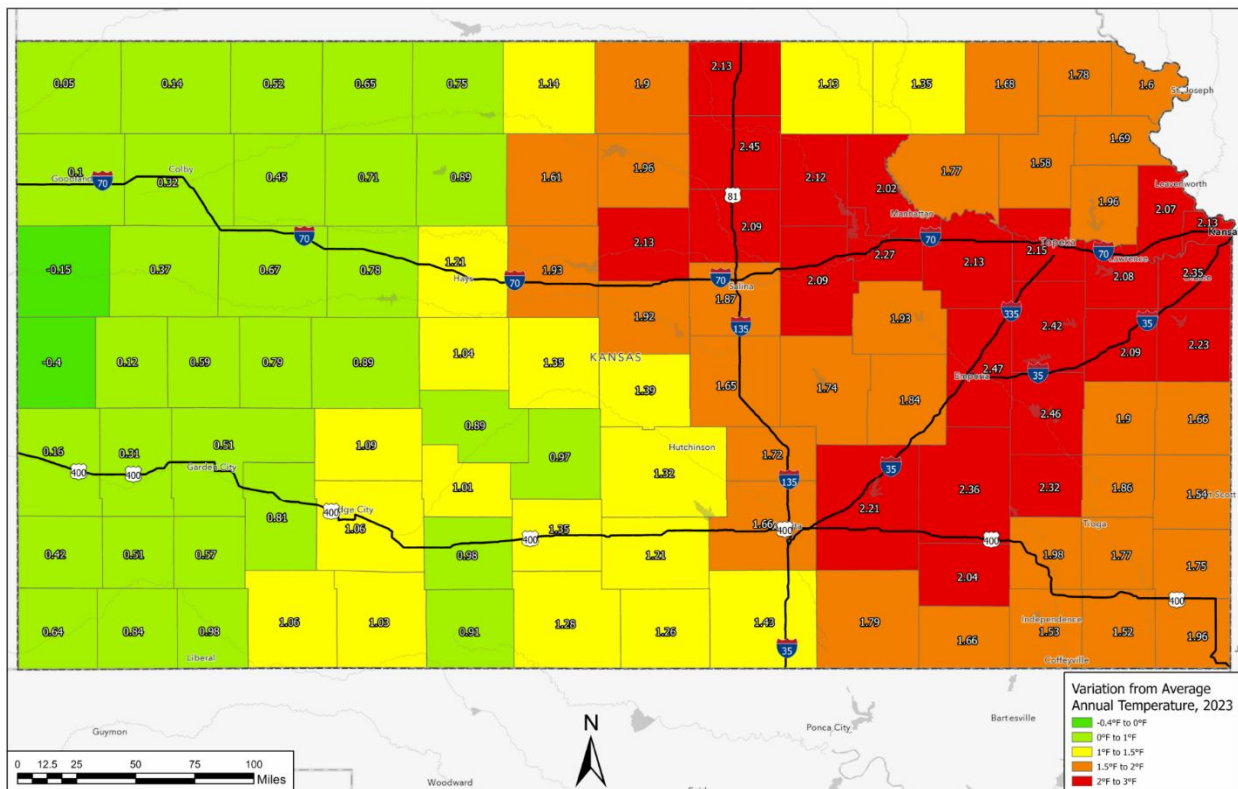 0.05 0.14 0.52 0.65 0.75 1.14 1.9 2.13 1.13 1.35 1.68 1.78 1.6
St. Joseph
0.1 0.32 0.45 0.71 0.89 1.61 1.96 2.45 2.12 2.02 1.77 1.58 1.69
Goodland 70 Colby
81 Manhattan 1.96 Leavenworth 2.07
-0.15 0.37 0.67 0.78 1.21 1.93 2.13 2.09 2.09 2.27 2.13 2.15 2.08 2.13 2.35
70 Hays 70 70 Salina 70 Topeka 70 Lawrence
1.92 1.87 1.93 2.42
135 335 35
-0.4 0.12 0.59 0.79 0.89 1.04 1.35 KANSAS 1.39 1.65 1.74 1.84 2.47 2.09 2.23
Emporia 35
0.16 0.31 0.51 1.09 0.89 0.97 Hutchinson 1.72 2.46 1.9 1.66
400 400 Garden City 1.01 1.32 135 35 2.36 2.32 1.86 1.54
0.81 400 1.06 1.35 1.66 2.21 Tioga
0.42 0.51 0.57 0.98 400 1.21 400 400 1.98 1.77 1.75
2.04 400
0.64 0.84 0.98 1.06 1.03 0.91 1.28 1.26 1.43 1.79 1.66 Independence 1.53 1.52 1.96
Liberal 35 Coffeyville
Variation from Average
Annual Temperature, 2023
-0.4°F to 0°F
0°F to 1°F
1°F to 1.5°F
1.5°F to 2°F
2°F to 3°F
Guymon N Ponca City Bartlesville
0 12.5 25 50 75 100
Miles
Woodward